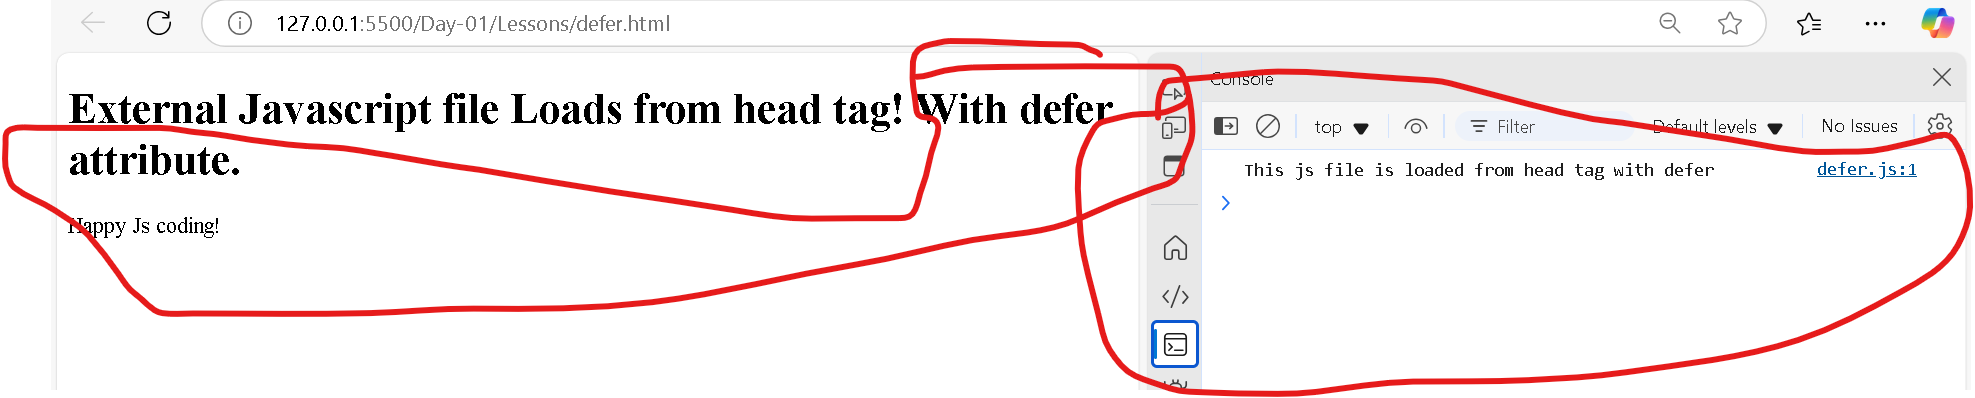 127.0.0.1:5500/Day-01/Lessons/defer.html
External Javascript file Loads from head tag! With defer
attribute.
Happy Js coding!
Console
top
Filter
Default levels
No Issues
This js file is loaded from head tag with defer defer.js:1